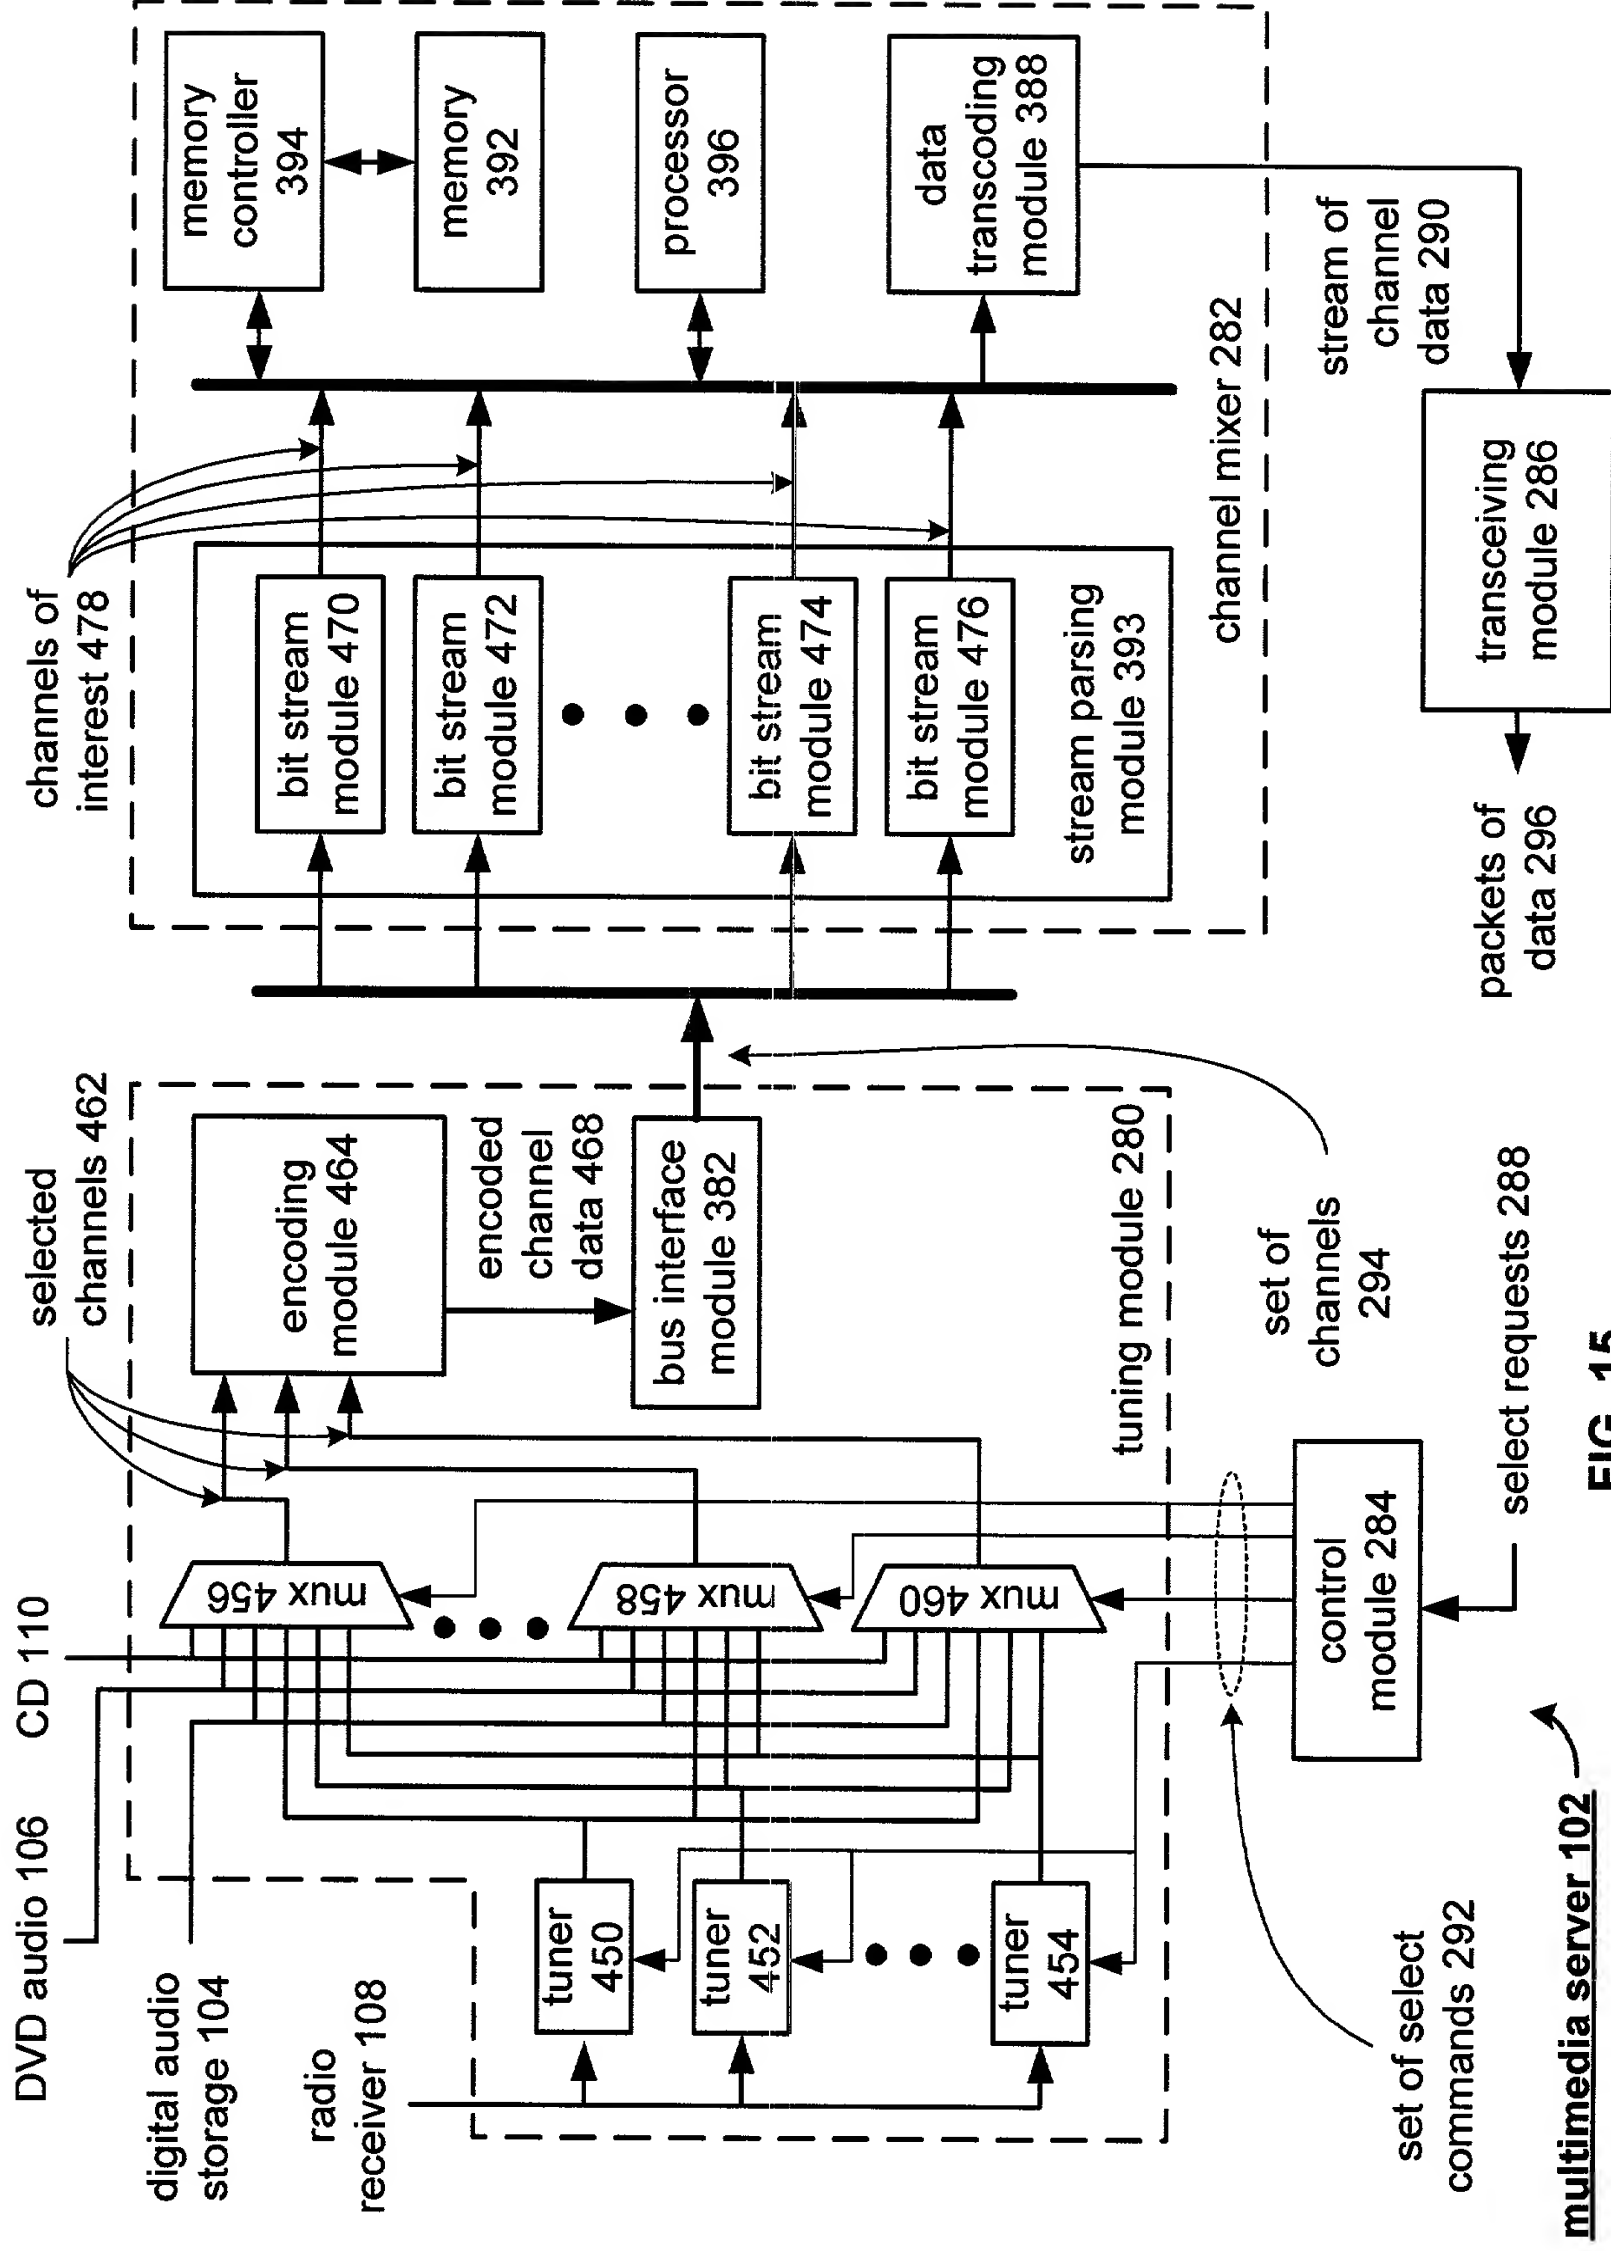 DVD audio 106
CD 110
digital audio
storage 104
radio
receiver 108
selected
channels 462
channels of
interest 478
tuner
450
tuner
452
tuner
454
mux 456
mux 458
mux 460
encoding
module 464
encoded
channel
data 468
bus interface
module 382
tuning module 280
bit stream
module 470
bit stream
module 472
bit stream
module 474
bit stream
module 476
stream parsing
module 393
memory
controller
394
memory
392
processor
396
data
transcoding
module 388
channel mixer 282
set of select
commands 292
control
module 284
select requests 288
set of
channels
294
packets of
data 296
transceiving
module 286
stream of
channel
data 290
multimedia server 102
FIG. 15